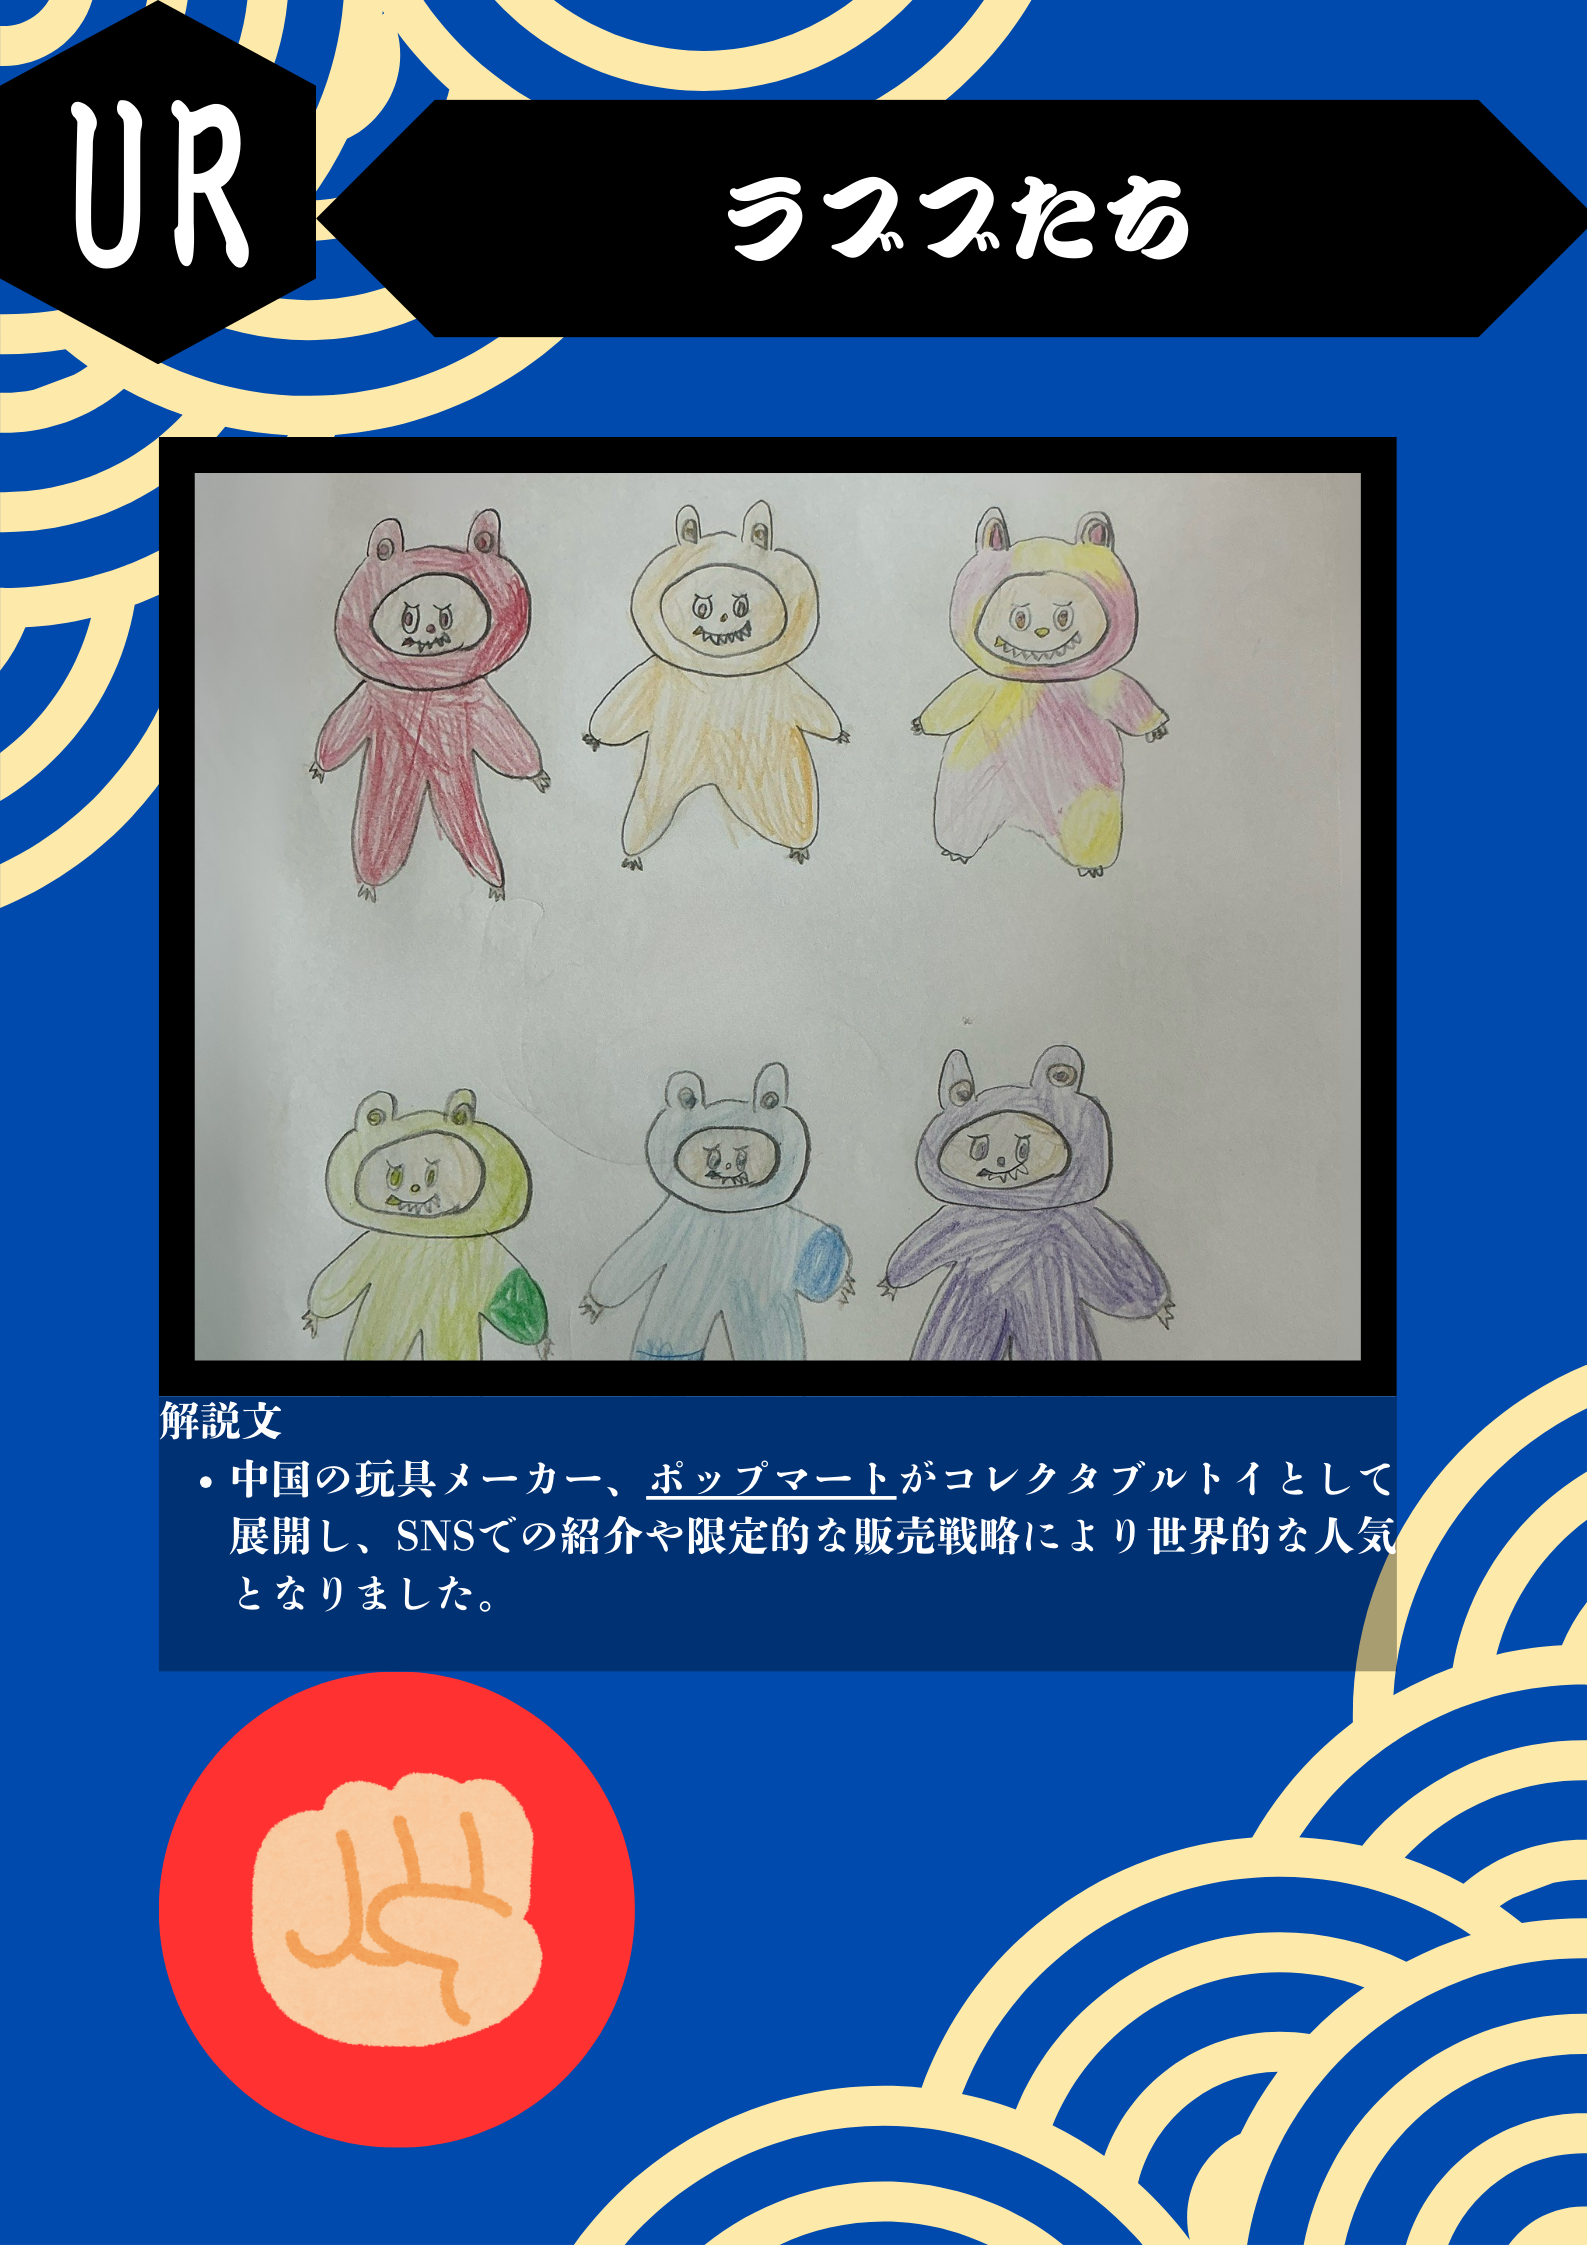 UR
ラブブたち
解説文
• 中国の玩具メーカー、ポップマートがコレクタブルトイとして
展開し、SNSでの紹介や限定的な販売戦略により世界的な人気
となりました。